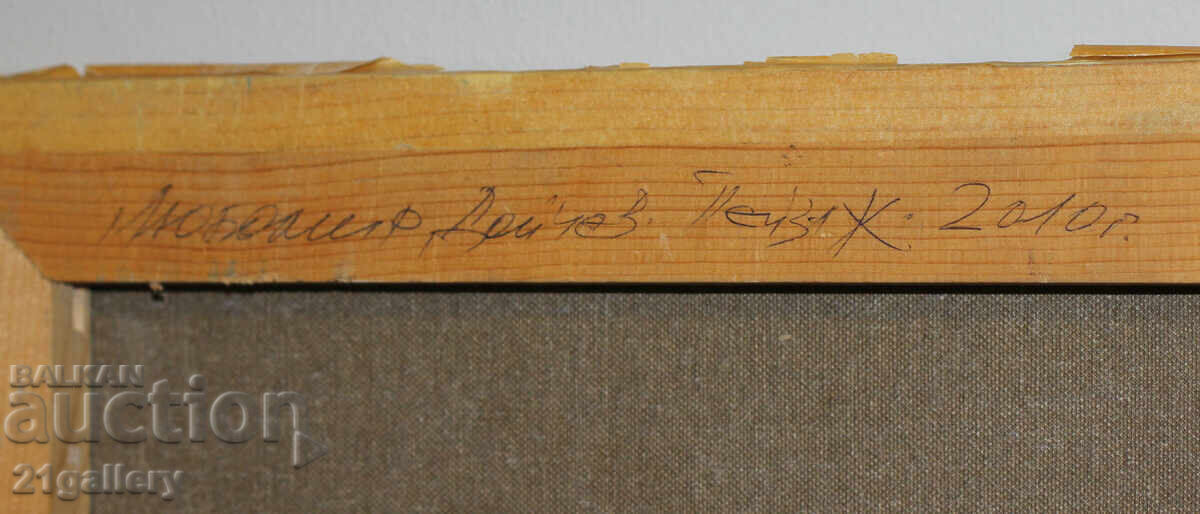 Любомир Дойчев. "Пейзаж. 2010г.
BALKAN
auction
21gallery